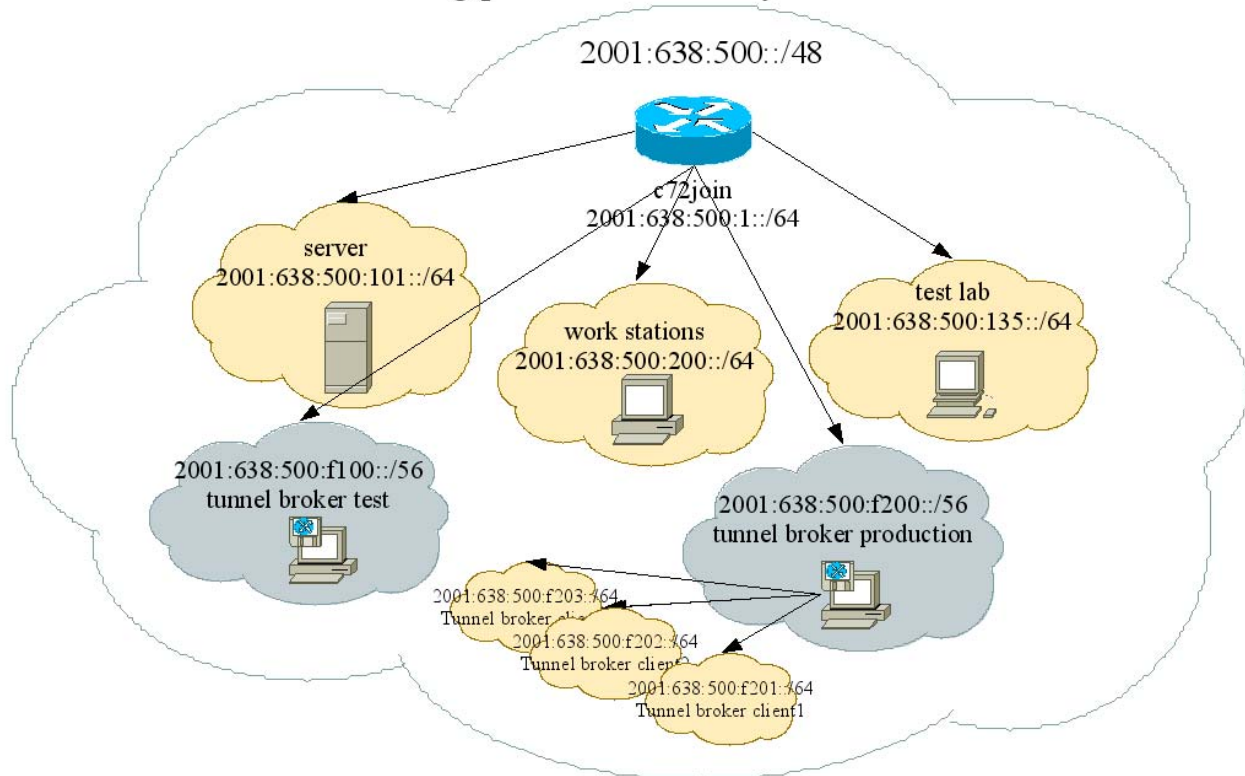 2001:638:500::/48
c72join
2001:638:500:1::/64
server
2001:638:500:101::/64
test lab
2001:638:500:135::/64
work stations
2001:638:500:200::/64
2001:638:500:f100::/56
tunnel broker test
2001:638:500:f200::/56
tunnel broker production
2001:638:500:f203::/64
Tunnel broker
2001:638:500:f202::/64
Tunnel broker client2
2001:638:500:f201::/64
Tunnel broker client1